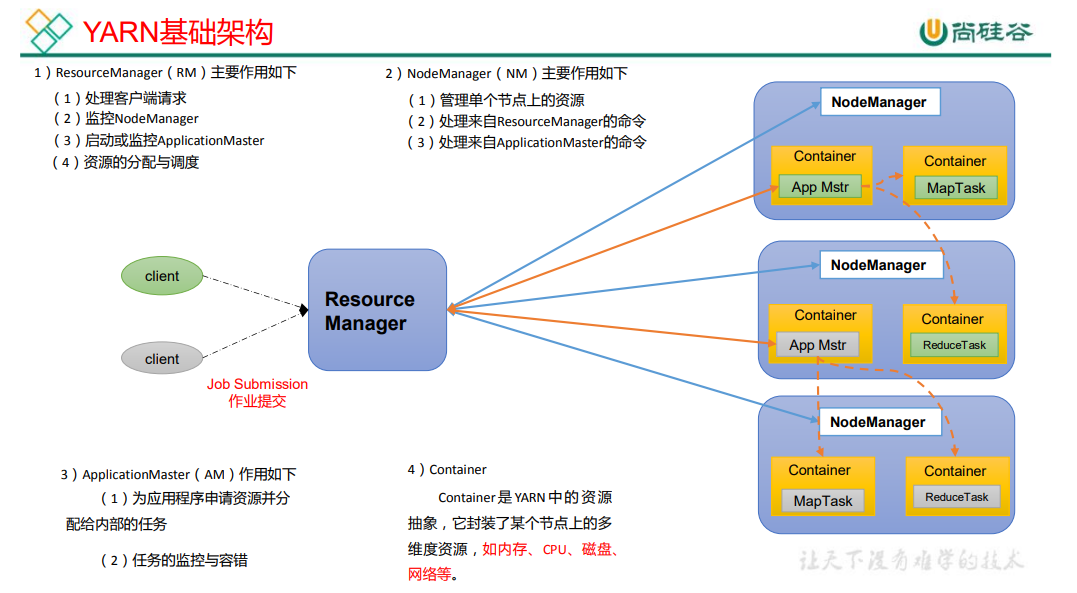 YARN基础架构
尚硅谷
1）ResourceManager（RM）主要作用如下
（1）处理客户端请求
（2）监控NodeManager
（3）启动或监控ApplicationMaster
（4）资源的分配与调度
2）NodeManager（NM）主要作用如下
（1）管理单个节点上的资源
（2）处理来自ResourceManager的命令
（3）处理来自ApplicationMaster的命令
NodeManager
Container
App Mstr
Container
MapTask
client
client
Resource
Manager
Job Submission
作业提交
NodeManager
Container
App Mstr
Container
ReduceTask
NodeManager
Container
MapTask
Container
ReduceTask
3）ApplicationMaster（AM）作用如下
（1）为应用程序申请资源并分
配给内部的任务
（2）任务的监控与容错
4）Container
Container是YARN中的资源
抽象，它封装了某个节点上的多
维度资源，如内存、CPU、磁盘、
网络等。
让天下没有难学的技术